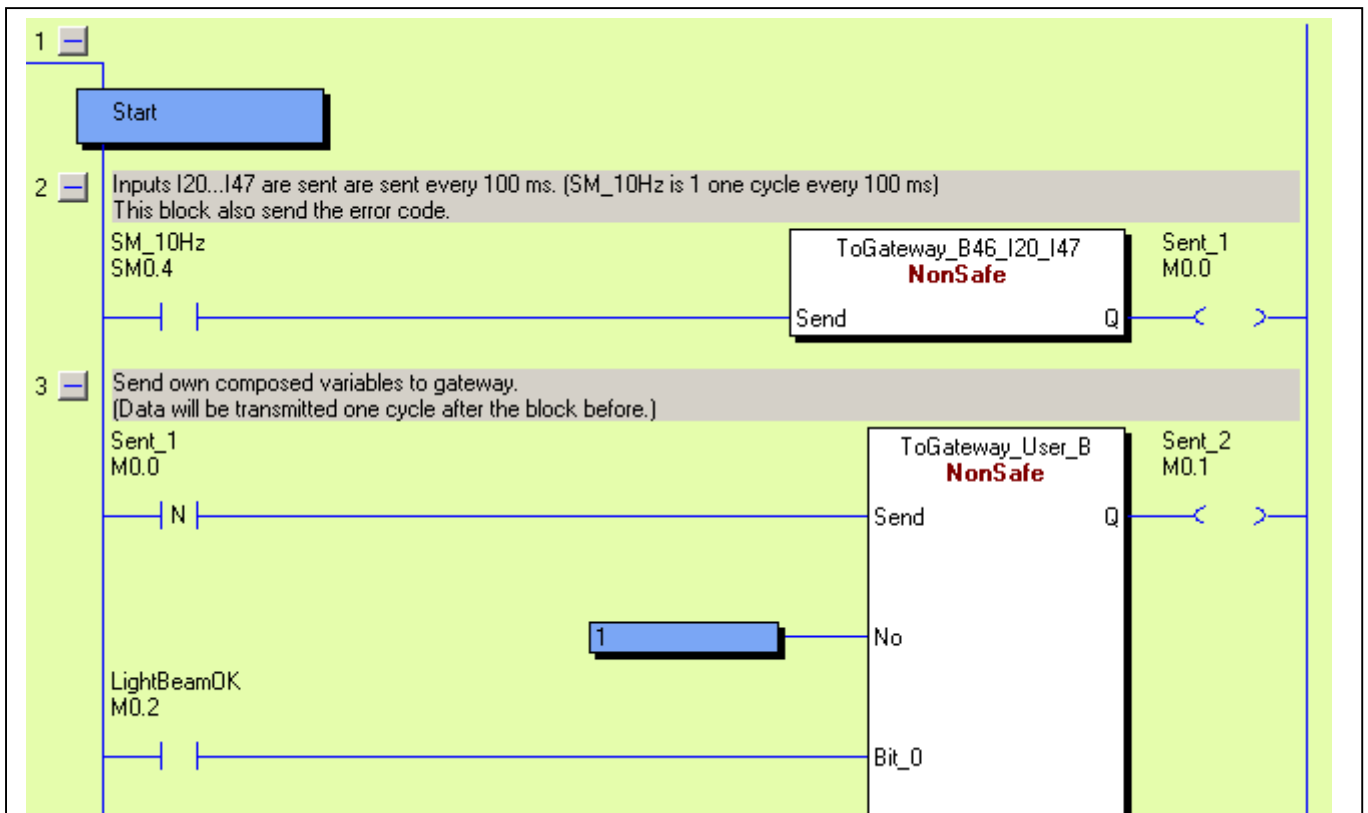 1
Start
2
Inputs I20...I47 are sent are sent every 100 ms. (SM_10Hz is 1 one cycle every 100 ms)
This block also send the error code.
SM_10Hz
SM0.4
ToGateway_B46_I20_I47
NonSafe
Send Q
Sent_1
M0.0
3
Send own composed variables to gateway.
(Data will be transmitted one cycle after the block before.)
Sent_1
M0.0
N
ToGateway_User_B
NonSafe
Send Q
Sent_2
M0.1
1
No
LightBeamOK
M0.2
Bit_0